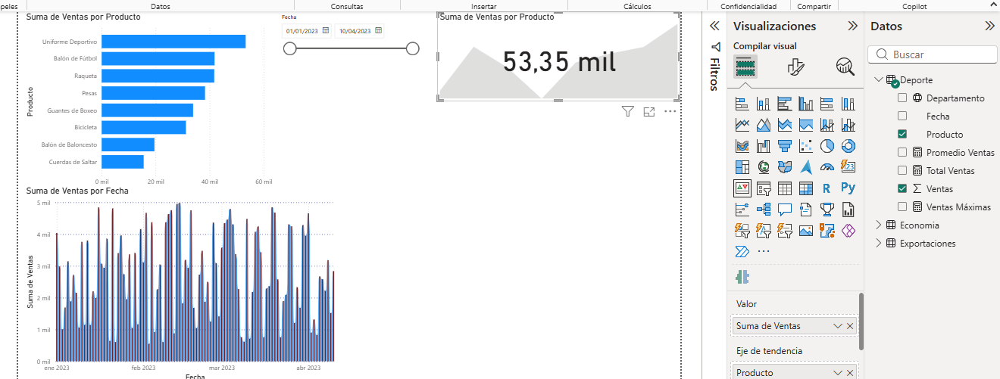 peles
Datos
Consultas
Insertar
Cálculos
Confidencialidad
Compartir
Copilot
Suma de Ventas por Producto
Producto
Uniforme Deportivo
Balón de Fútbol
Raqueta
Pesas
Guantes de Boxeo
Bicicleta
Balón de Baloncesto
Cuerdas de Saltar
0 mil
20 mil
40 mil
60 mil
Fecha
01/01/2023
10/04/2023
Suma de Ventas por Producto
53,35 mil
Suma de Ventas por Fecha
Suma de Ventas
5 mil
4 mil
3 mil
2 mil
1 mil
0 mil
ene 2023
feb 2023
mar 2023
abr 2023
Fecha
Filtros
Visualizaciones
Compilar visual
123
R
Py
Valor
Suma de Ventas
Eje de tendencia
Producto
Datos
Buscar
Deporte
Departamento
Fecha
Producto
Promedio Ventas
Total Ventas
Ventas
Ventas Máximas
Economia
Exportaciones